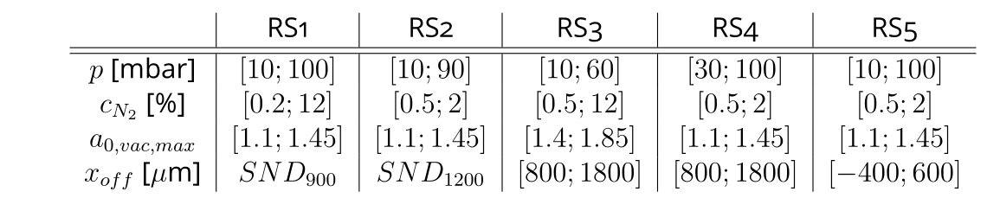 RS1 RS2 RS3 RS4 RS5
p [mbar] [10; 100] [10; 90] [10; 60] [30; 100] [10; 100]
c_{N_2} [%] [0.2; 12] [0.5; 2] [0.5; 12] [0.5; 2] [0.5; 2]
a_{0,vac,max} [1.1; 1.45] [1.1; 1.45] [1.4; 1.85] [1.1; 1.45] [1.1; 1.45]
x_{off} [μm] SND_{900} SND_{1200} [800; 1800] [800; 1800] [−400; 600]